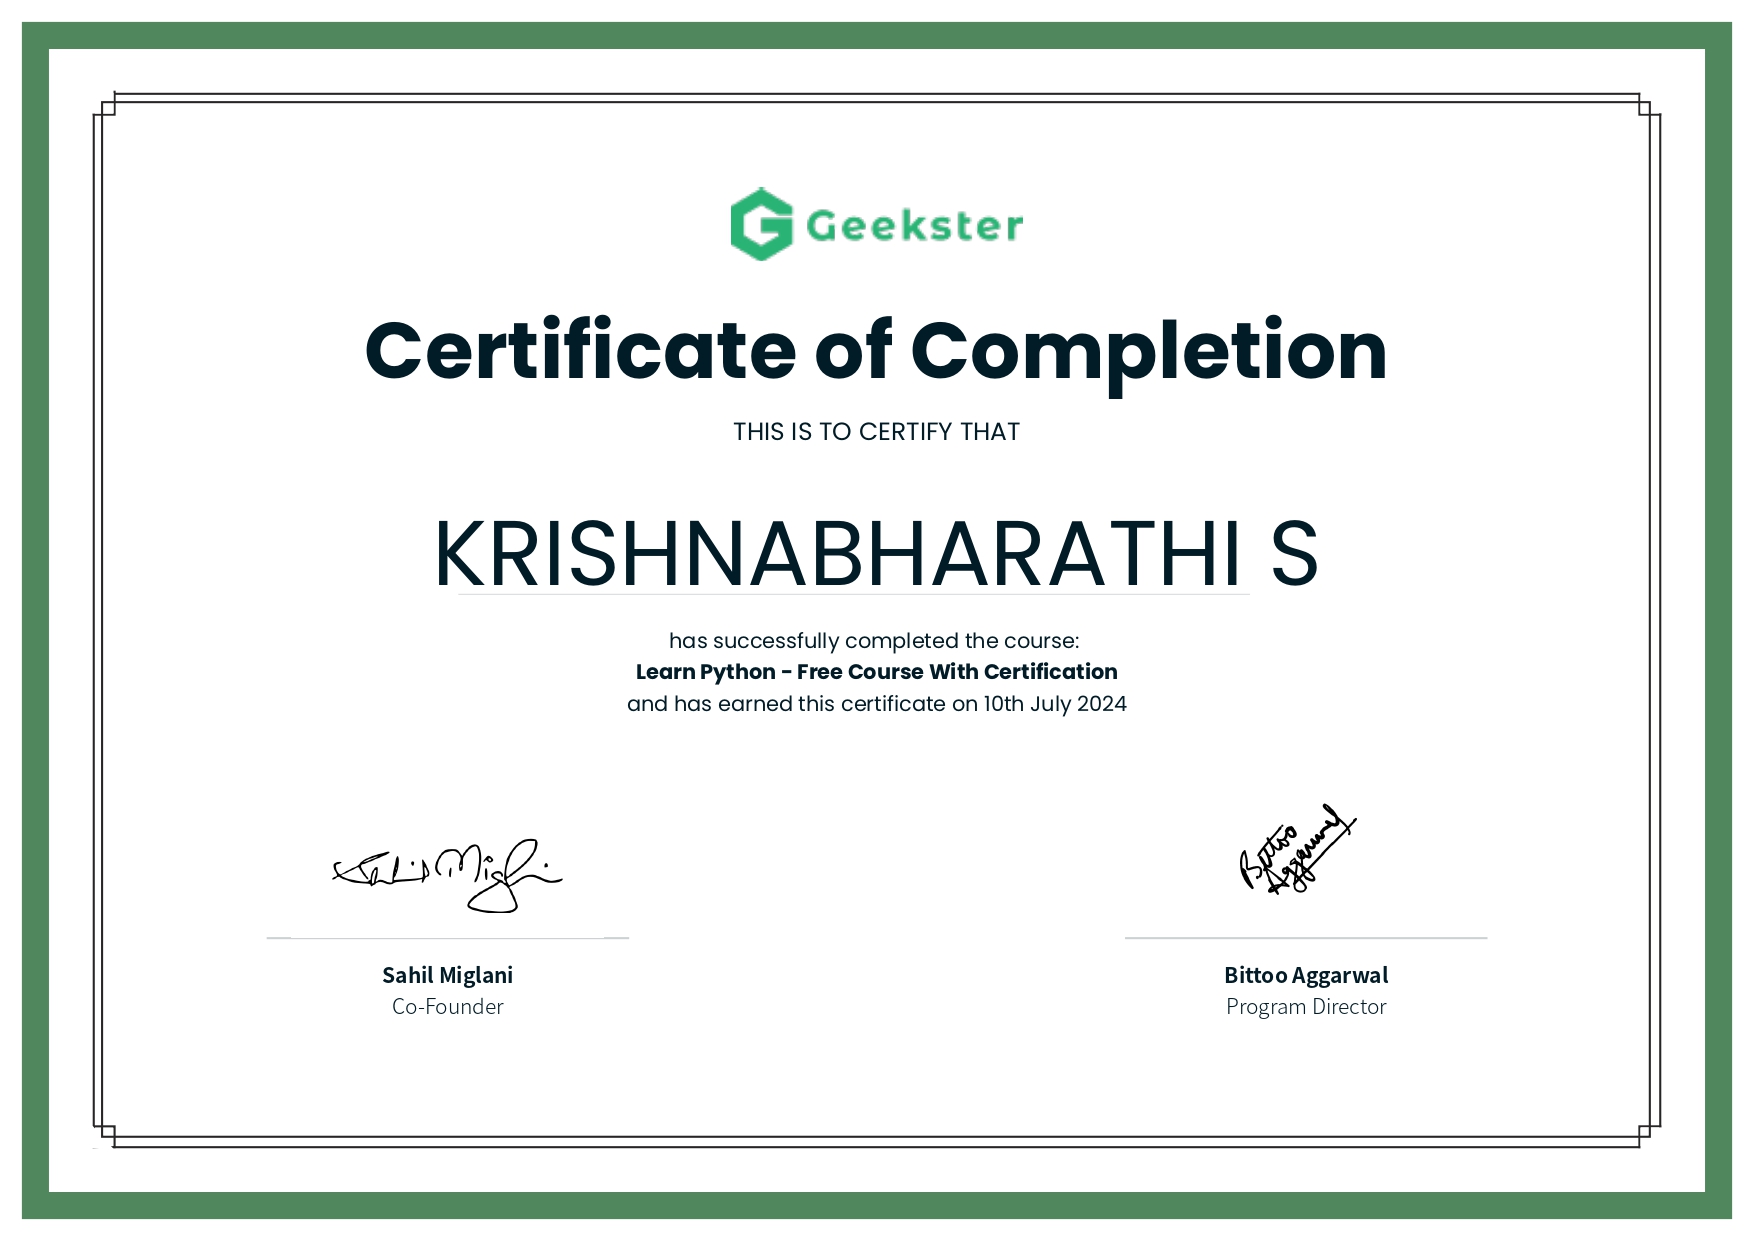 Geekster
Certificate of Completion
THIS IS TO CERTIFY THAT
KRISHNABHARATHI S
has successfully completed the course:
Learn Python - Free Course With Certification
and has earned this certificate on 10th July 2024
Sahil Miglani
Bittoo
Aggarwal
Sahil Miglani
Co-Founder
Bittoo Aggarwal
Program Director